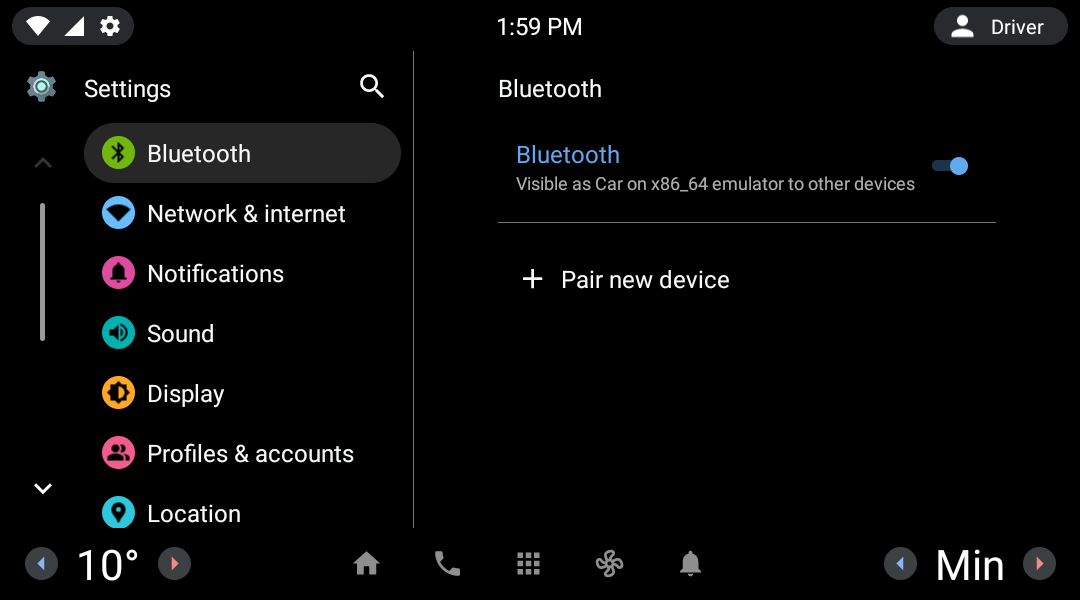 1:59 PM
Driver
Settings
Bluetooth
Network & internet
Notifications
Sound
Display
Profiles & accounts
Location
Bluetooth
Bluetooth
Visible as Car on x86_64 emulator to other devices
Pair new device
10°
Min